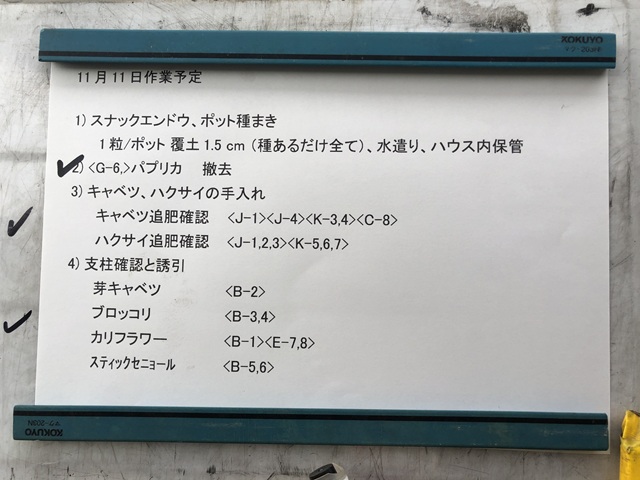 KOKUYO
11月11日作業予定
1) スナックエンドウ、ポット種まき
1粒/ポット 覆土 1.5 cm (種あるだけ全て)、水遣り、ハウス内保管
2) <G-6,>パプリカ 撤去
3) キャベツ、ハクサイの手入れ
キャベツ追肥確認 <J-1><J-4><K-3,4><C-8>
ハクサイ追肥確認 <J-1,2,3><K-5,6,7>
4) 支柱確認と誘引
芽キャベツ <B-2>
ブロッコリ <B-3,4>
カリフラワー <B-1><E-7,8>
スティックセニョール <B-5,6>
KOKUYO